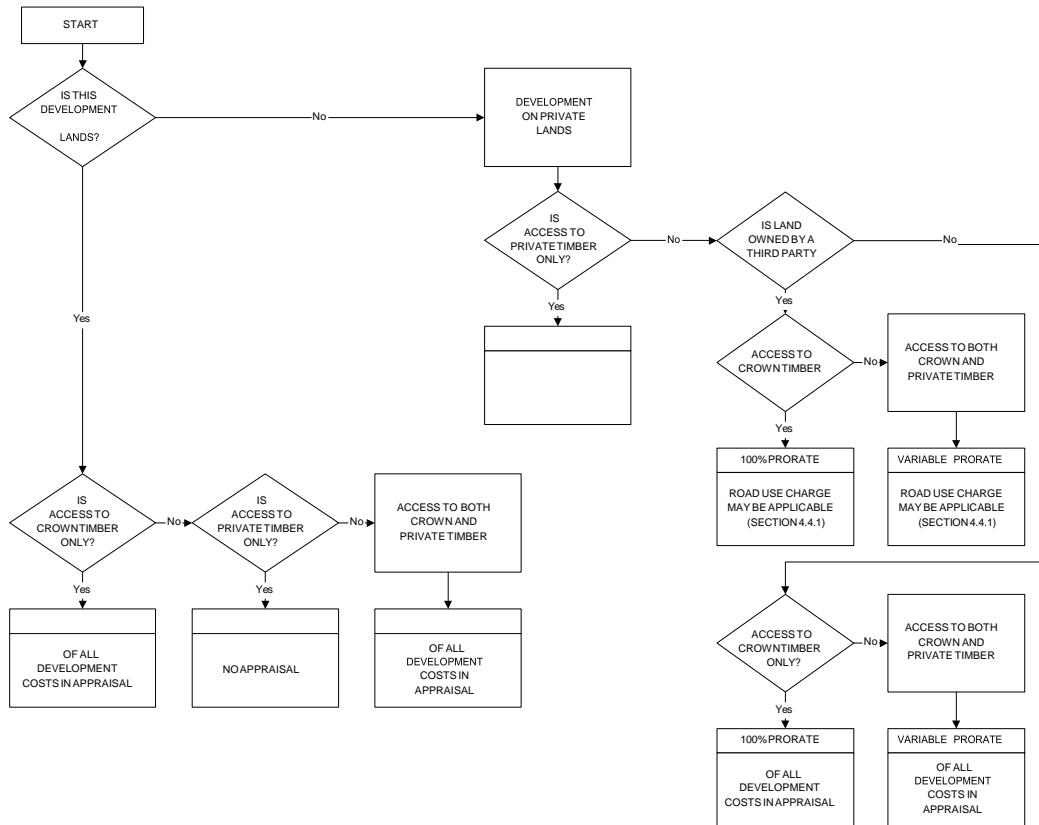 START
IS THIS
DEVELOPMENT
LANDS?
No
DEVELOPMENT
ON PRIVATE
LANDS
IS
ACCESS TO
PRIVATE TIMBER
ONLY?
No
IS LAND
OWNED BY A
THIRD PARTY
No
Yes
Yes
Yes
ACCESS TO
CROWN TIMBER
No
ACCESS TO BOTH
CROWN AND
PRIVATE TIMBER
Yes
100% PRORATE
ROAD USE CHARGE
MAY BE APPLICABLE
(SECTION 4.4.1)
VARIABLE PRORATE
ROAD USE CHARGE
MAY BE APPLICABLE
(SECTION 4.4.1)
IS
ACCESS TO
CROWN TIMBER
ONLY?
No
IS
ACCESS TO
PRIVATE TIMBER
ONLY?
No
ACCESS TO BOTH
CROWN AND
PRIVATE TIMBER
Yes
Yes
OF ALL
DEVELOPMENT
COSTS IN APPRAISAL
NO APPRAISAL
OF ALL
DEVELOPMENT
COSTS IN
APPRAISAL
ACCESS TO
CROWN TIMBER
ONLY?
No
ACCESS TO BOTH
CROWN AND
PRIVATE TIMBER
Yes
100% PRORATE
OF ALL
DEVELOPMENT
COSTS IN APPRAISAL
VARIABLE PRORATE
OF ALL
DEVELOPMENT
COSTS IN
APPRAISAL